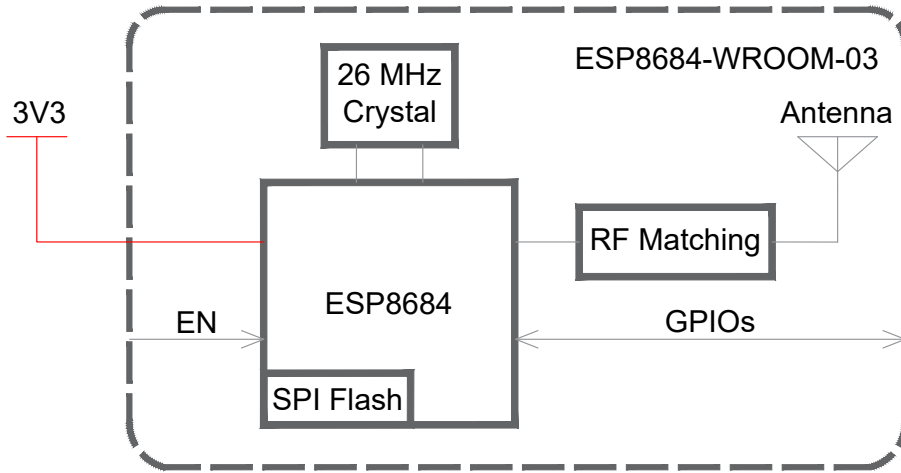 ESP8684-WROOM-03
26 MHz
Crystal
3V3
Antenna
RF Matching
ESP8684
EN
GPIOs
SPI Flash